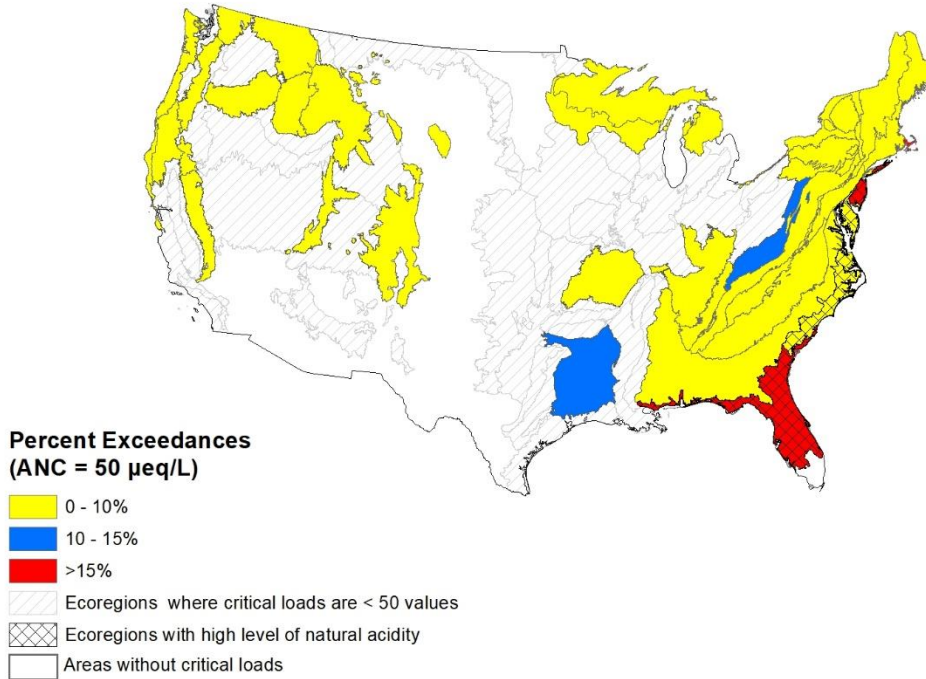 Percent Exceedances
(ANC = 50 µeq/L)
0 - 10%
10 - 15%
>15%
Ecoregions where critical loads are < 50 values
Ecoregions with high level of natural acidity
Areas without critical loads